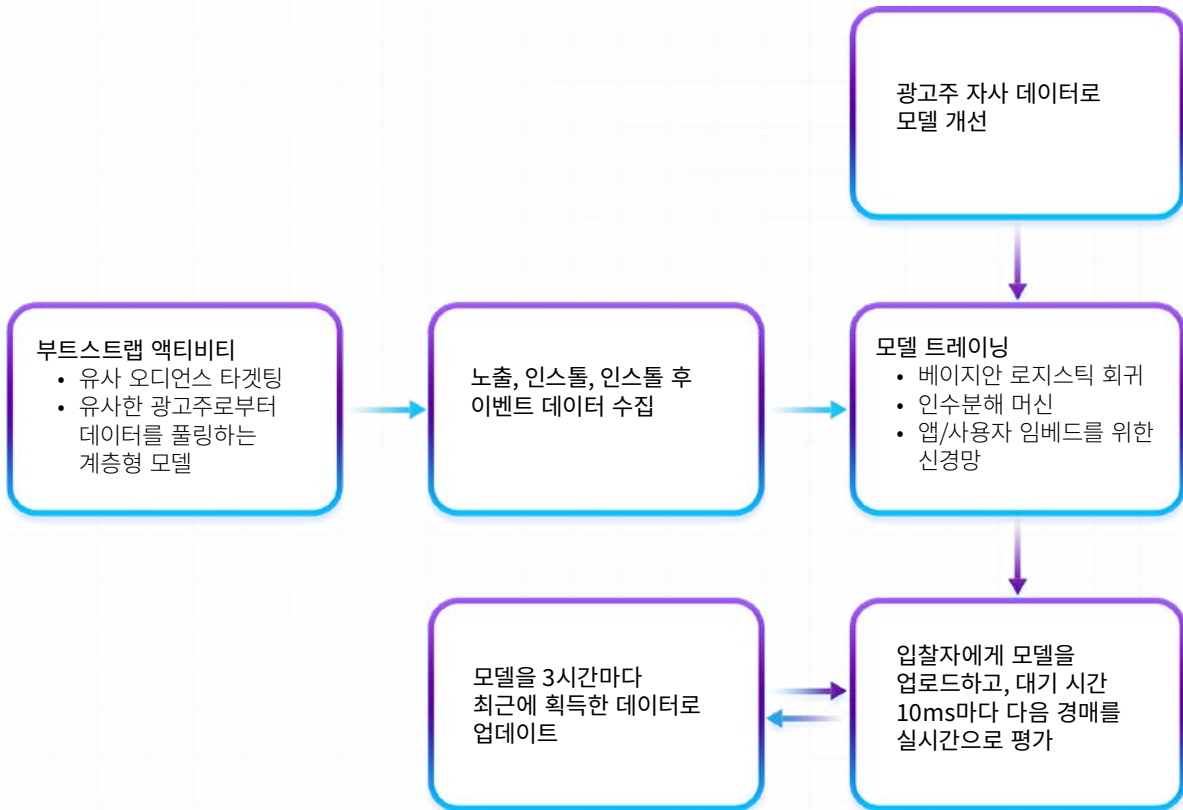 광고주 자사 데이터로
모델 개선
부트스트랩 액티비티
• 유사 오디언스 타겟팅
• 유사한 광고주로부터
데이터를 풀링하는
계층형 모델
노출, 인스톨, 인스톨 후
이벤트 데이터 수집
모델 트레이닝
• 베이지안 로지스틱 회귀
• 인수분해 머신
• 앱/사용자 임베드를 위한
신경망
모델을 3시간마다
최근에 획득한 데이터로
업데이트
입찰자에게 모델을
업로드하고, 대기 시간
10ms마다 다음 경매를
실시간으로 평가